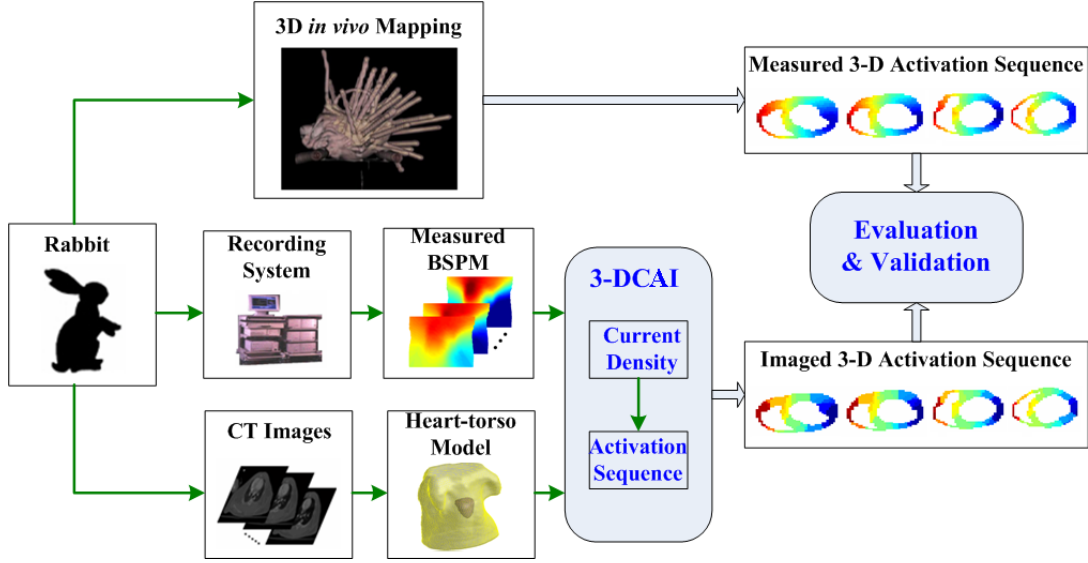 3D in vivo Mapping
Measured 3-D Activation Sequence
Evaluation
& Validation
Rabbit
Recording
System
Measured
BSPM
3-DCAI
Current
Density
Activation
Sequence
Imaged 3-D Activation Sequence
CT Images
Heart-torso
Model